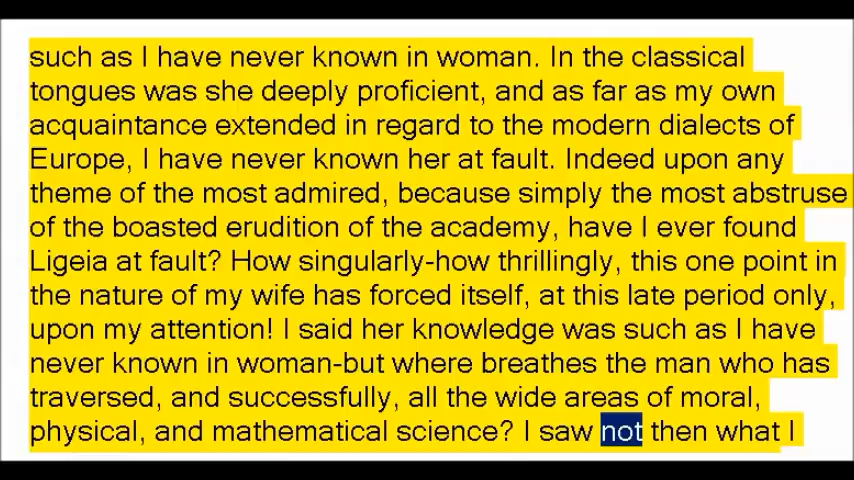 such as I have never known in woman. In the classical
tongues was she deeply proficient, and as far as my own
acquaintance extended in regard to the modern dialects of
Europe, I have never known her at fault. Indeed upon any
theme of the most admired, because simply the most abstruse
of the boasted erudition of the academy, have I ever found
Ligeia at fault? How singularly-how thrillingly, this one point in
the nature of my wife has forced itself, at this late period only,
upon my attention! I said her knowledge was such as I have
never known in woman-but where breathes the man who has
traversed, and successfully, all the wide areas of moral,
physical, and mathematical science? I saw not then what I